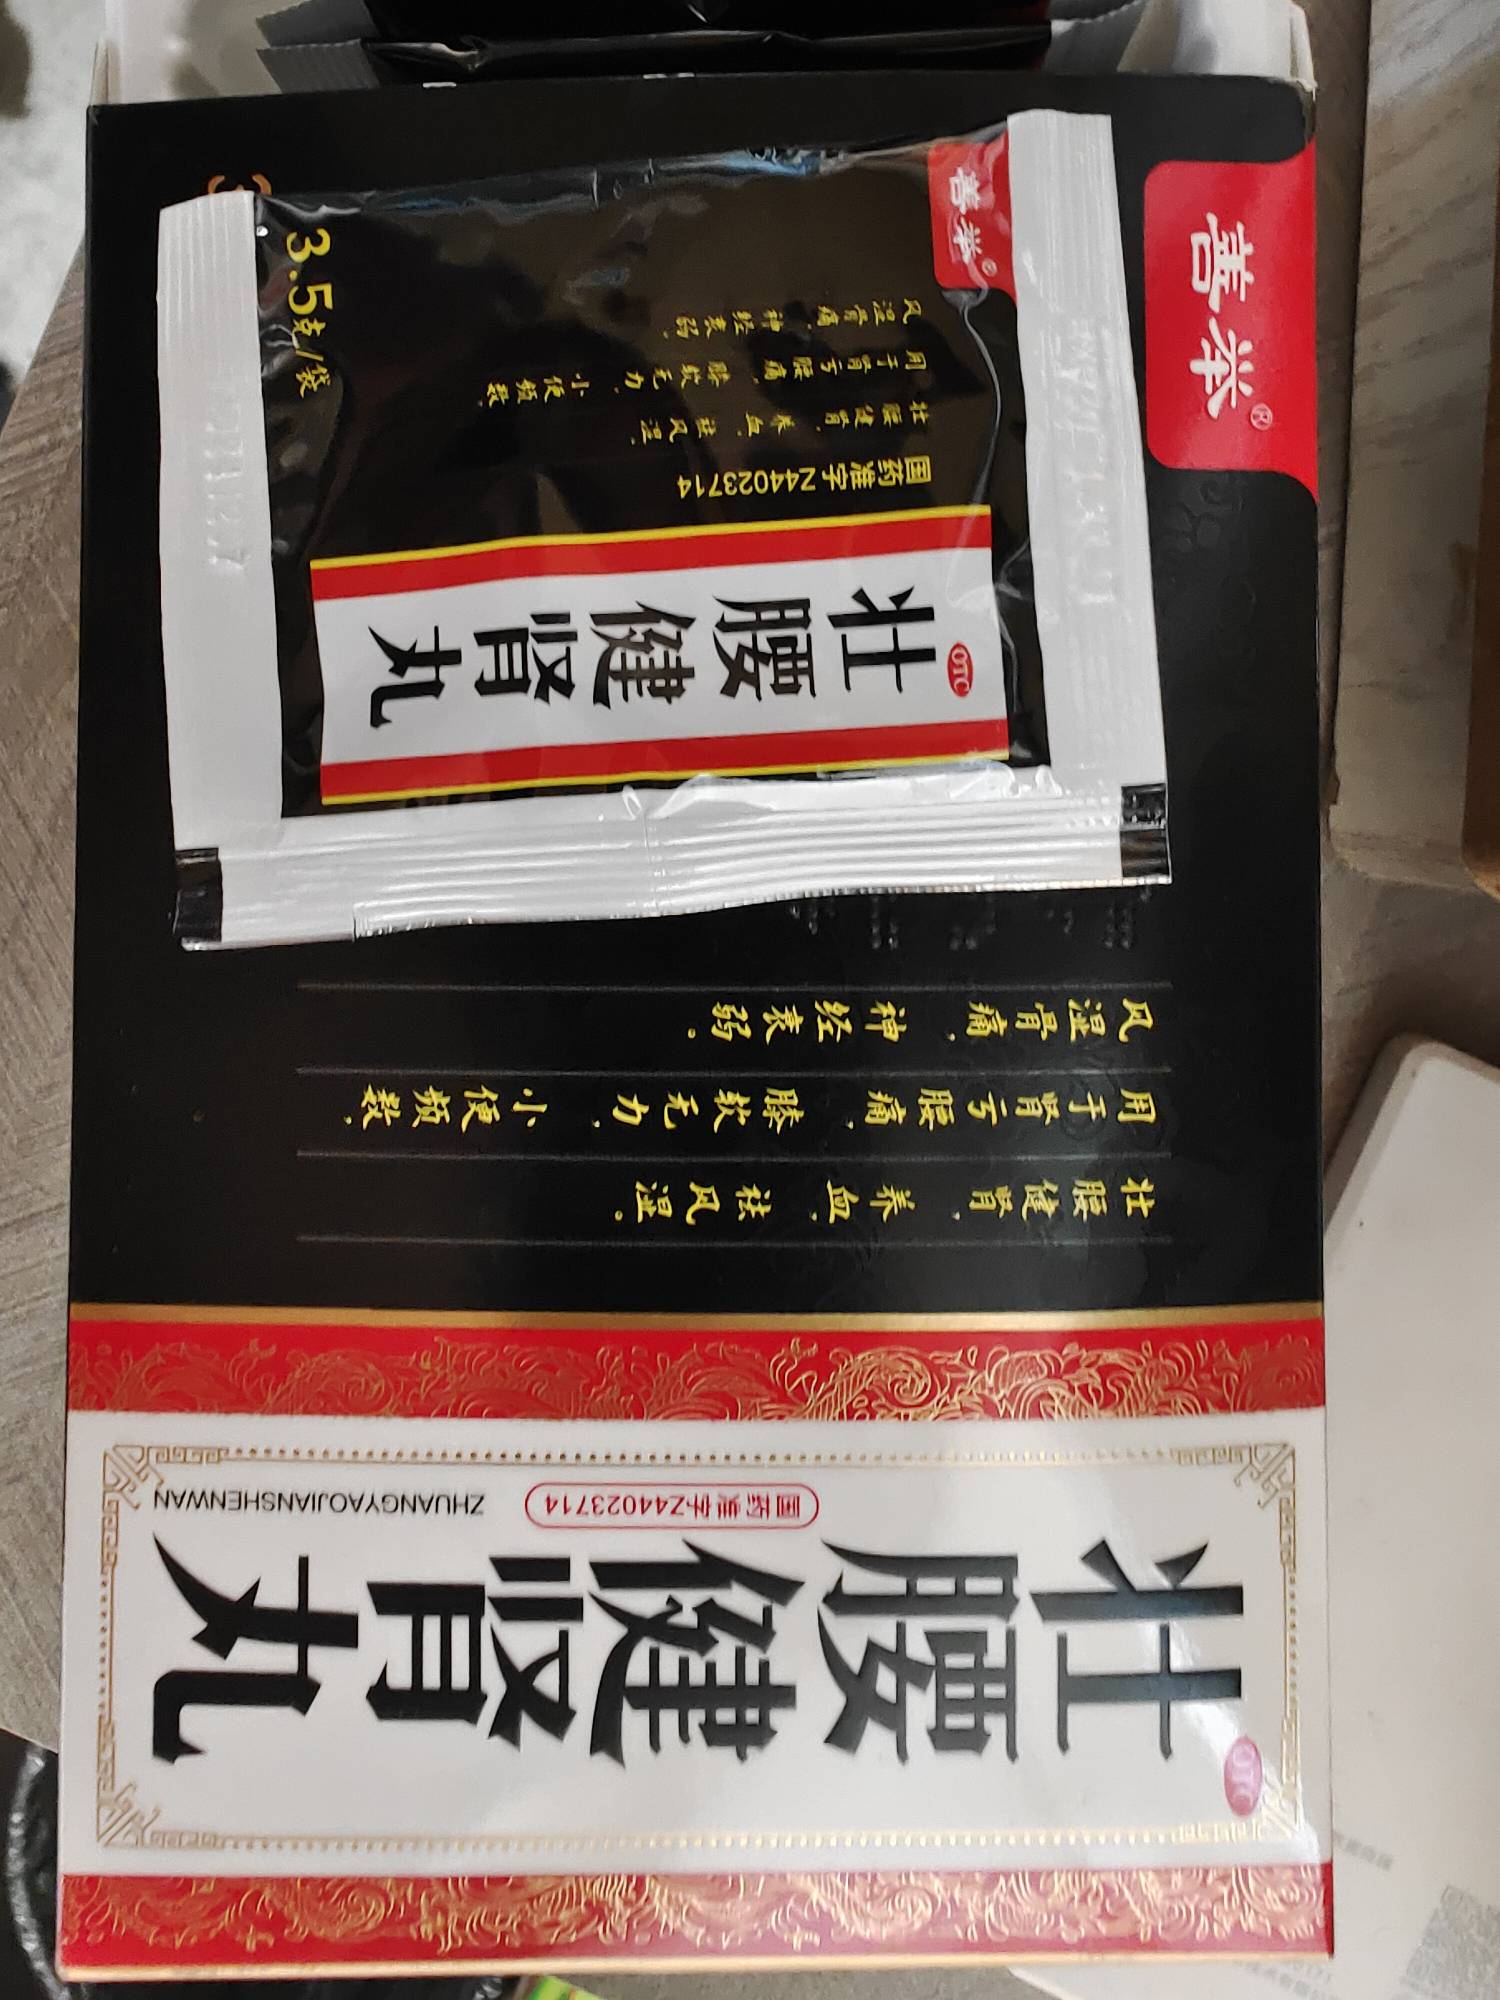 善举®
善举®
3.5克/袋
风湿骨痛，神经衰弱。
用于肾亏腰痛，膝软无力，小便频数，
壮腰健肾，养血，祛风湿。
国药准字Z44023714
壮腰健肾丸
OTC
风湿骨痛，神经衰弱。
用于肾亏腰痛，膝软无力，小便频数，
壮腰健肾，养血，祛风湿。
国药准字Z44023714
ZHUANGYAOJIANSHENWAN
壮腰健肾丸
OTC